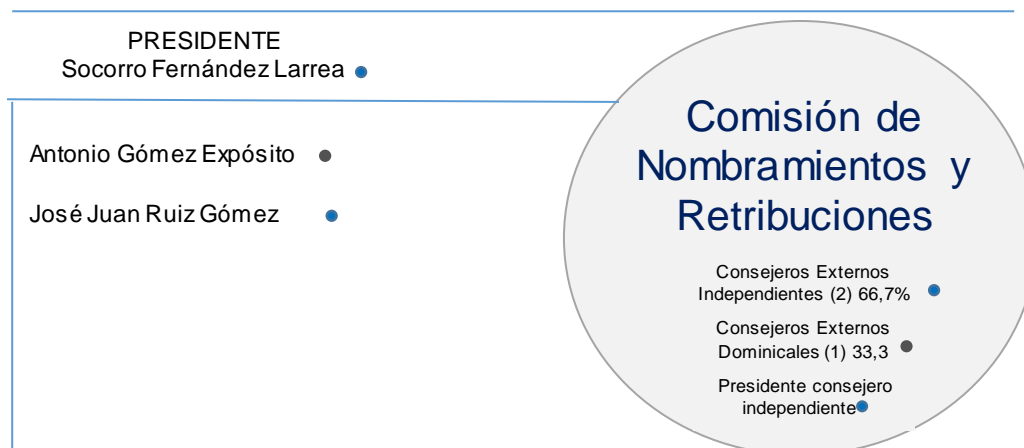 PRESIDENTE
Socorro Fernández Larrea
Antonio Gómez Expósito
José Juan Ruiz Gómez
Comisión de
Nombramientos y
Retribuciones
Consejeros Externos
Independientes (2) 66,7%
Consejeros Externos
Dominicales (1) 33,3
Presidente consejero
independiente